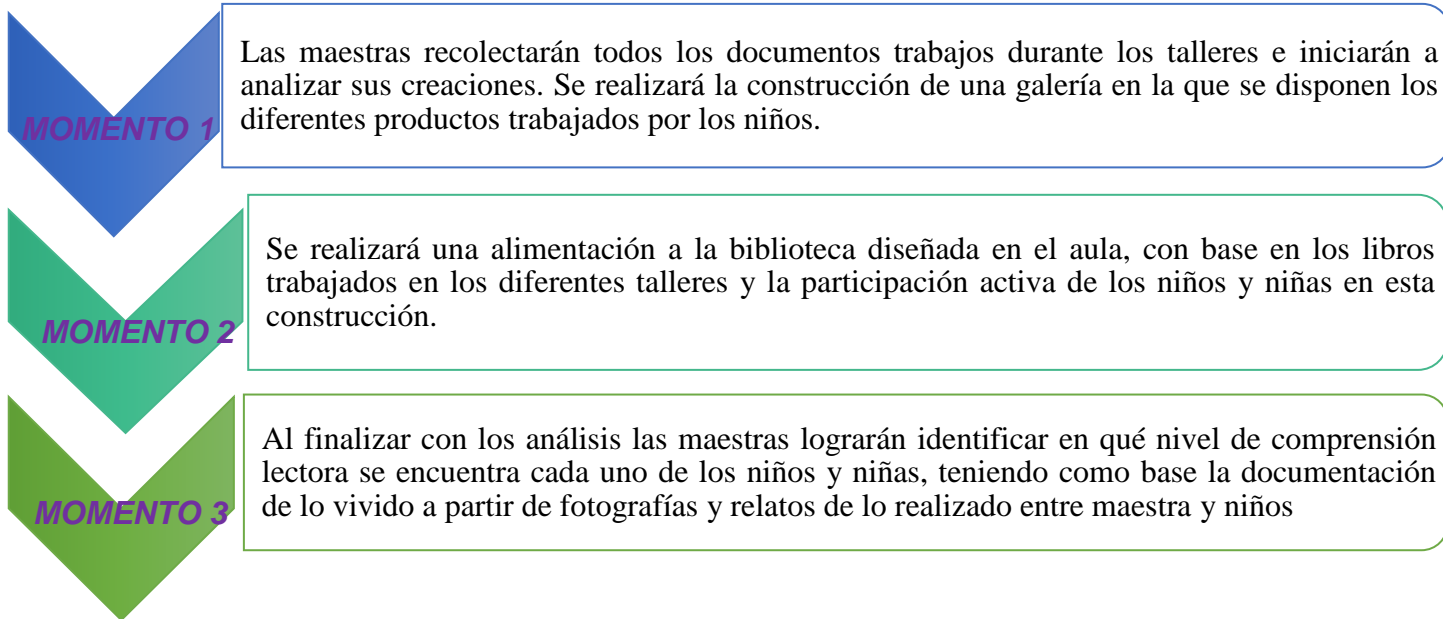 MOMENTO 1
Las maestras recolectarán todos los documentos trabajos durante los talleres e iniciarán a
analizar sus creaciones. Se realizará la construcción de una galería en la que se disponen los
diferentes productos trabajados por los niños.
MOMENTO 2
Se realizará una alimentación a la biblioteca diseñada en el aula, con base en los libros
trabajados en los diferentes talleres y la participación activa de los niños y niñas en esta
construcción.
MOMENTO 3
Al finalizar con los análisis las maestras lograrán identificar en qué nivel de comprensión
lectora se encuentra cada uno de los niños y niñas, teniendo como base la documentación
de lo vivido a partir de fotografías y relatos de lo realizado entre maestra y niños